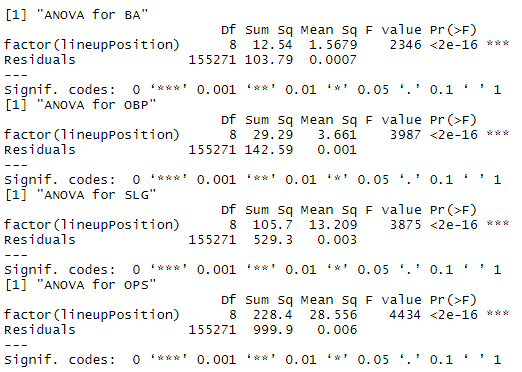 [1] "ANOVA for BA"
                           Df Sum Sq Mean Sq F value Pr(>F)
factor(lineupPosition)      8  12.54  1.5679    2346 <2e-16 ***
Residuals              155271 103.79  0.0007
---
Signif. codes:  0 ‘***’ 0.001 ‘**’ 0.01 ‘*’ 0.05 ‘.’ 0.1 ‘ ’ 1
[1] "ANOVA for OBP"
                           Df Sum Sq Mean Sq F value Pr(>F)
factor(lineupPosition)      8  29.29   3.661    3987 <2e-16 ***
Residuals              155271 142.59   0.001
---
Signif. codes:  0 ‘***’ 0.001 ‘**’ 0.01 ‘*’ 0.05 ‘.’ 0.1 ‘ ’ 1
[1] "ANOVA for SLG"
                           Df Sum Sq Mean Sq F value Pr(>F)
factor(lineupPosition)      8  105.7  13.209    3875 <2e-16 ***
Residuals              155271  529.3   0.003
---
Signif. codes:  0 ‘***’ 0.001 ‘**’ 0.01 ‘*’ 0.05 ‘.’ 0.1 ‘ ’ 1
[1] "ANOVA for OPS"
                           Df Sum Sq Mean Sq F value Pr(>F)
factor(lineupPosition)      8  228.4  28.556    4434 <2e-16 ***
Residuals              155271  999.9   0.006
---
Signif. codes:  0 ‘***’ 0.001 ‘**’ 0.01 ‘*’ 0.05 ‘.’ 0.1 ‘ ’ 1